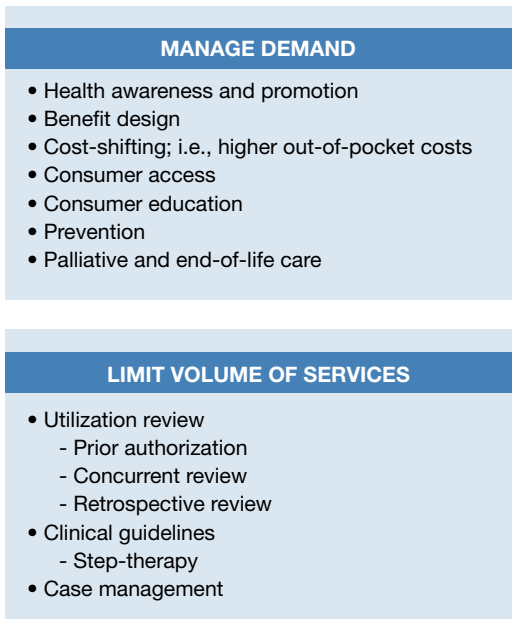 MANAGE DEMAND
• Health awareness and promotion
• Benefit design
• Cost-shifting; i.e., higher out-of-pocket costs
• Consumer access
• Consumer education
• Prevention
• Palliative and end-of-life care
LIMIT VOLUME OF SERVICES
• Utilization review
- Prior authorization
- Concurrent review
- Retrospective review
• Clinical guidelines
- Step-therapy
• Case management